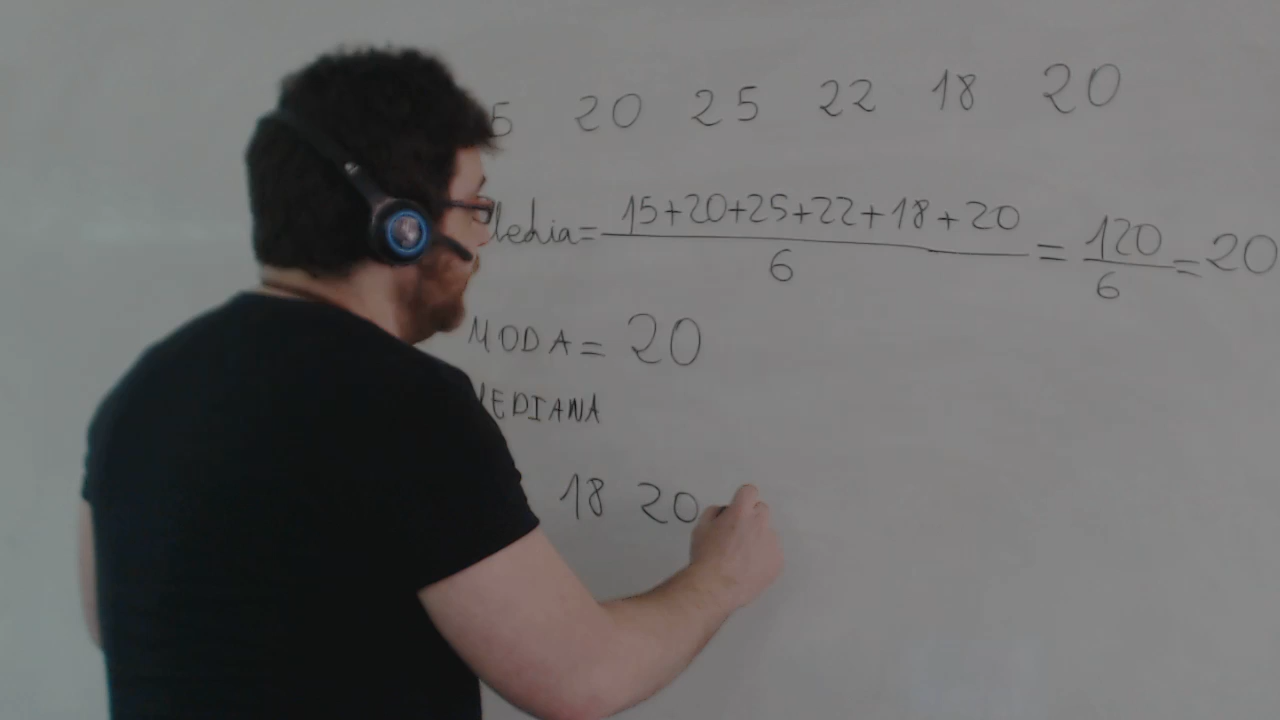 5 20 25 22 18 20
Media= 15+20+25+22+18+20 / 6 = 120 / 6 = 20
MODA = 20
MEDIANA
18 20